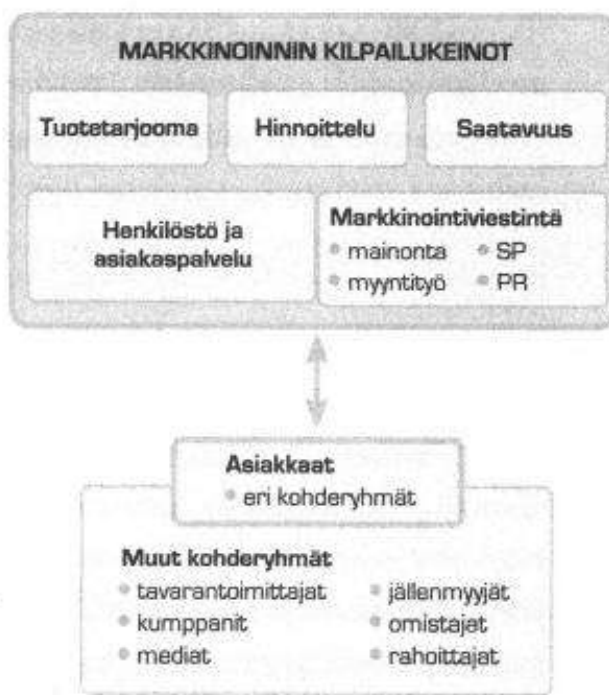 MARKKINOINNIN KILPAILUKEINOT
Tuotetarjooma
Hinnoittelu
Saatavuus
Henkilöstö ja
asiakaspalvelu
Markkinointiviestintä
• mainonta • SP
• myyntityö • PR
Asiakkaat
• eri kohderyhmät
Muut kohderyhmät
• tavarantoimittajat • jällenmyyjät
• kumppanit • omistajat
• mediat • rahoittajat